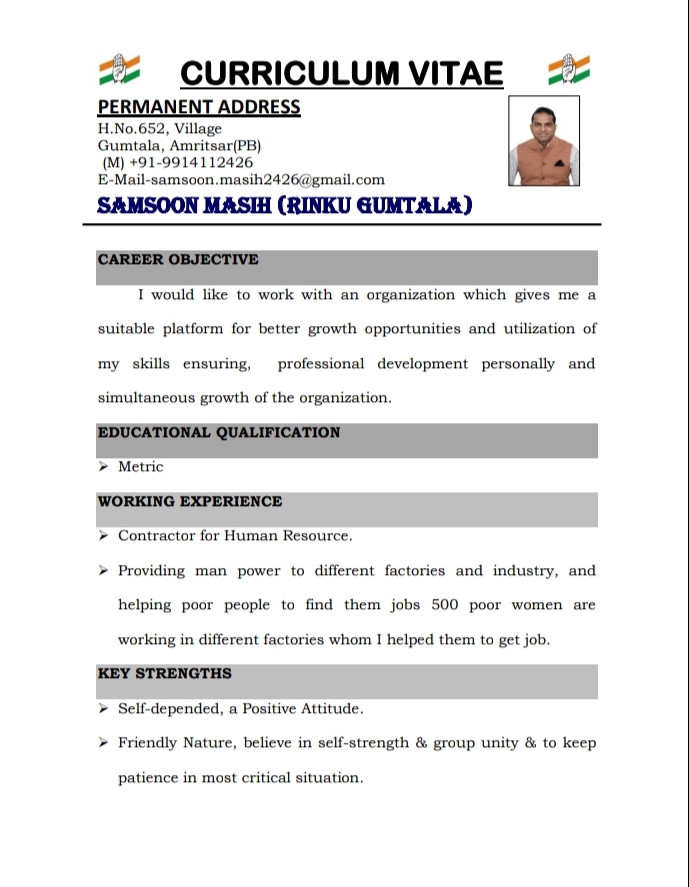 CURRICULUM VITAE
PERMANENT ADDRESS
H.No.652, Village
Gumtala, Amritsar(PB)
(M) +91-9914112426
E-Mail-samsoon.masih2426@gmail.com
SAMSOON MASIH (RINKU GUMTALA)
CAREER OBJECTIVE
I would like to work with an organization which gives me a
suitable platform for better growth opportunities and utilization of
my skills ensuring, professional development personally and
simultaneous growth of the organization.
EDUCATIONAL QUALIFICATION
➢ Metric
WORKING EXPERIENCE
➢ Contractor for Human Resource.
➢ Providing man power to different factories and industry, and
helping poor people to find them jobs 500 poor women are
working in different factories whom I helped them to get job.
KEY STRENGTHS
➢ Self-depended, a Positive Attitude.
➢ Friendly Nature, believe in self-strength & group unity & to keep
patience in most critical situation.